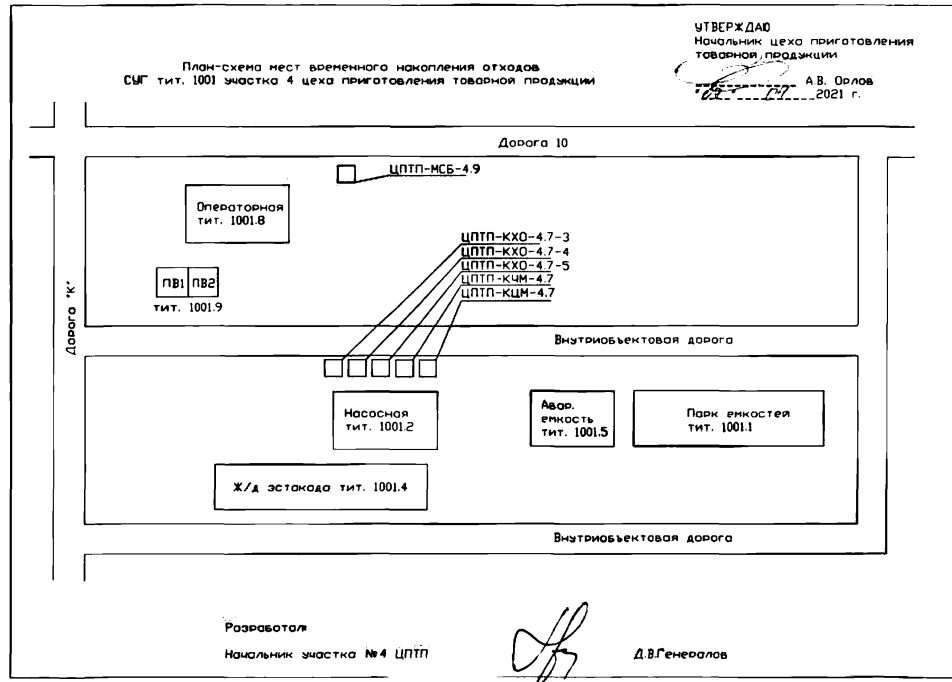 УТВЕРЖДАЮ
Начальник цеха приготовления
товарной продукции
А.В. Орлов
2021 г.
План-схема мест временного накопления отходов
СУГ тит. 1001 участка 4 цеха приготовления товарной продукции
Дорога 10
ЦПТП-МСБ-4.9
Операторная
тит. 1001.8
ЦПТП-КХО-4.7-3
ЦПТП-КХО-4.7-4
ЦПТП-КХО-4.7-5
ЦПТП-КЧМ-4.7
ЦПТП-КЦМ-4.7
ПВ1 ПВ2
тит. 1001.9
Дорога "К"
Внутриобъектовая дорога
Насосная
тит. 1001.2
Авар.
емкость
тит. 1001.5
Парк емкостей
тит. 1001.1
Ж/д эстакада тит. 1001.4
Внутриобъектовая дорога
Разработал:
Начальник участка №4 ЦПТП
Д.В.Генералов